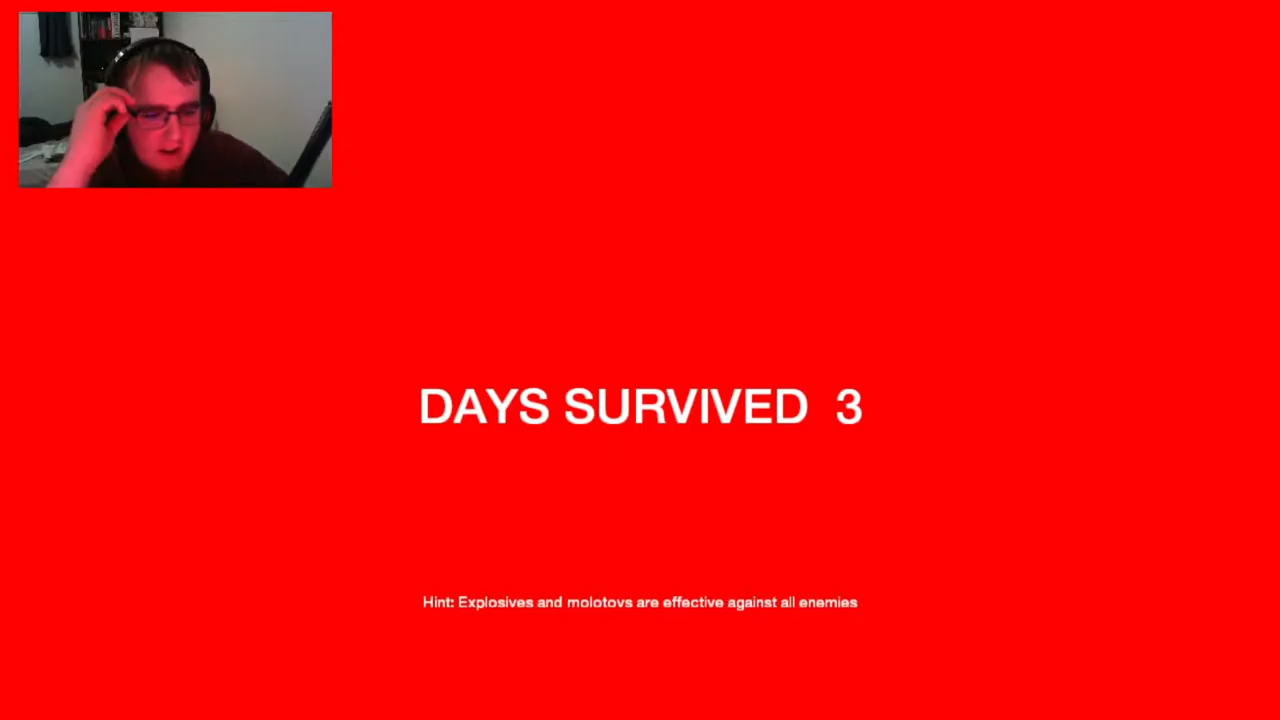 DAYS SURVIVED 3
Hint: Explosives and molotovs are effective against all enemies